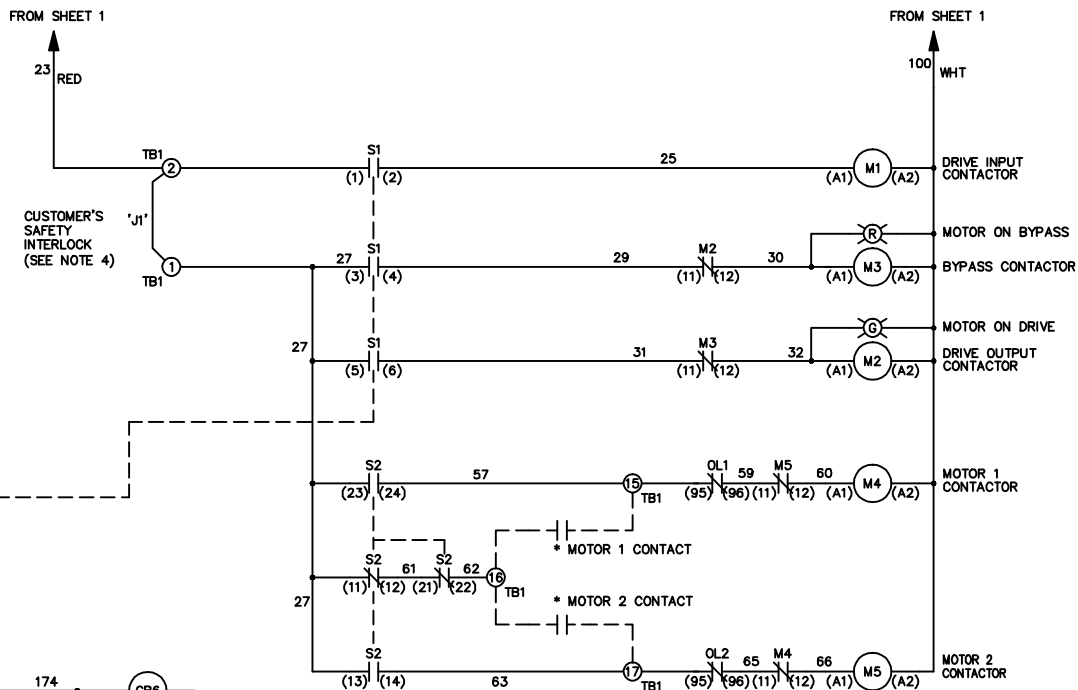 FROM SHEET 1
FROM SHEET 1
23
RED
100
WHT
TB1
2
S1
(1) (2)
25
M1
(A1) (A2)
DRIVE INPUT
CONTACTOR
CUSTOMER'S
SAFETY
INTERLOCK
(SEE NOTE 4)
'J1'
R
MOTOR ON BYPASS
1
TB1
27
S1
(3) (4)
29
M2
(11) (12)
30
M3
(A1) (A2)
BYPASS CONTACTOR
G
MOTOR ON DRIVE
27
S1
(5) (6)
31
M3
(11) (12)
32
M2
(A1) (A2)
DRIVE OUTPUT
CONTACTOR
S2
(23) (24)
57
15
TB1
OL1
(95) (96)
59
M5
(11) (12)
60
M4
(A1) (A2)
MOTOR 1
CONTACTOR
* MOTOR 1 CONTACT
S2
(11) (12)
61
S2
(21) (22)
62
16
TB1
* MOTOR 2 CONTACT
27
S2
(13) (14)
63
17
TB1
OL2
(95) (96)
65
M4
(11) (12)
66
M5
(A1) (A2)
MOTOR 2
CONTACTOR
174